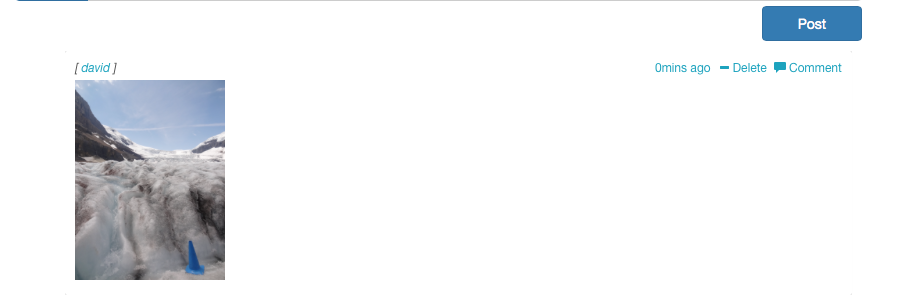 Post
[ david ] 0mins ago Delete Comment